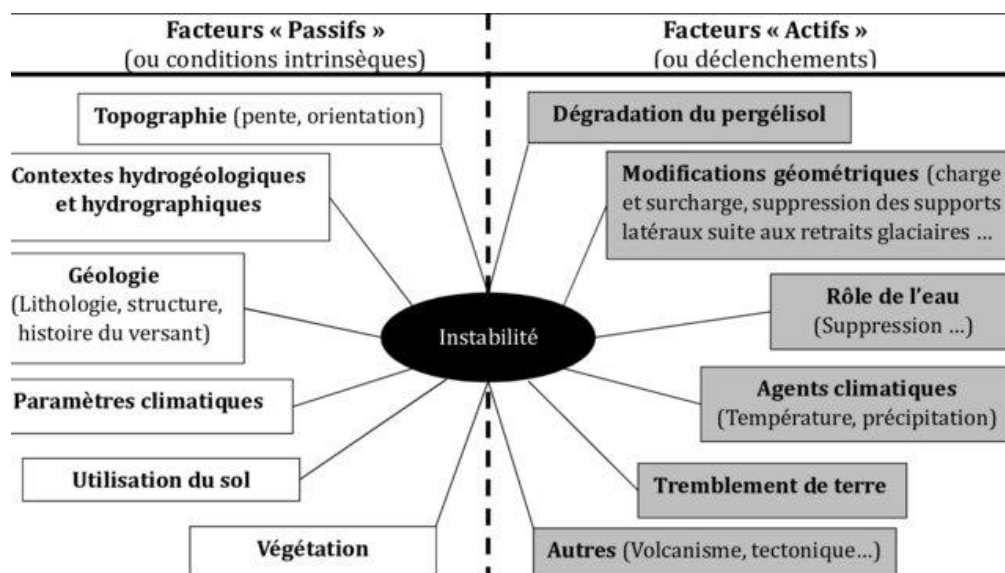 Facteurs « Passifs »
(ou conditions intrinsèques)
Facteurs « Actifs »
(ou déclenchements)
Topographie (pente, orientation)
Contextes hydrogéologiques
et hydrographiques
Géologie
(Lithologie, structure,
histoire du versant)
Paramètres climatiques
Utilisation du sol
Végétation
Instabilité
Dégradation du pergélisol
Modifications géométriques (charge
et surcharge, suppression des supports
latéraux suite aux retraits glaciaires ...
Rôle de l'eau
(Suppression ...)
Agents climatiques
(Température, précipitation)
Tremblement de terre
Autres (Volcanisme, tectonique...)